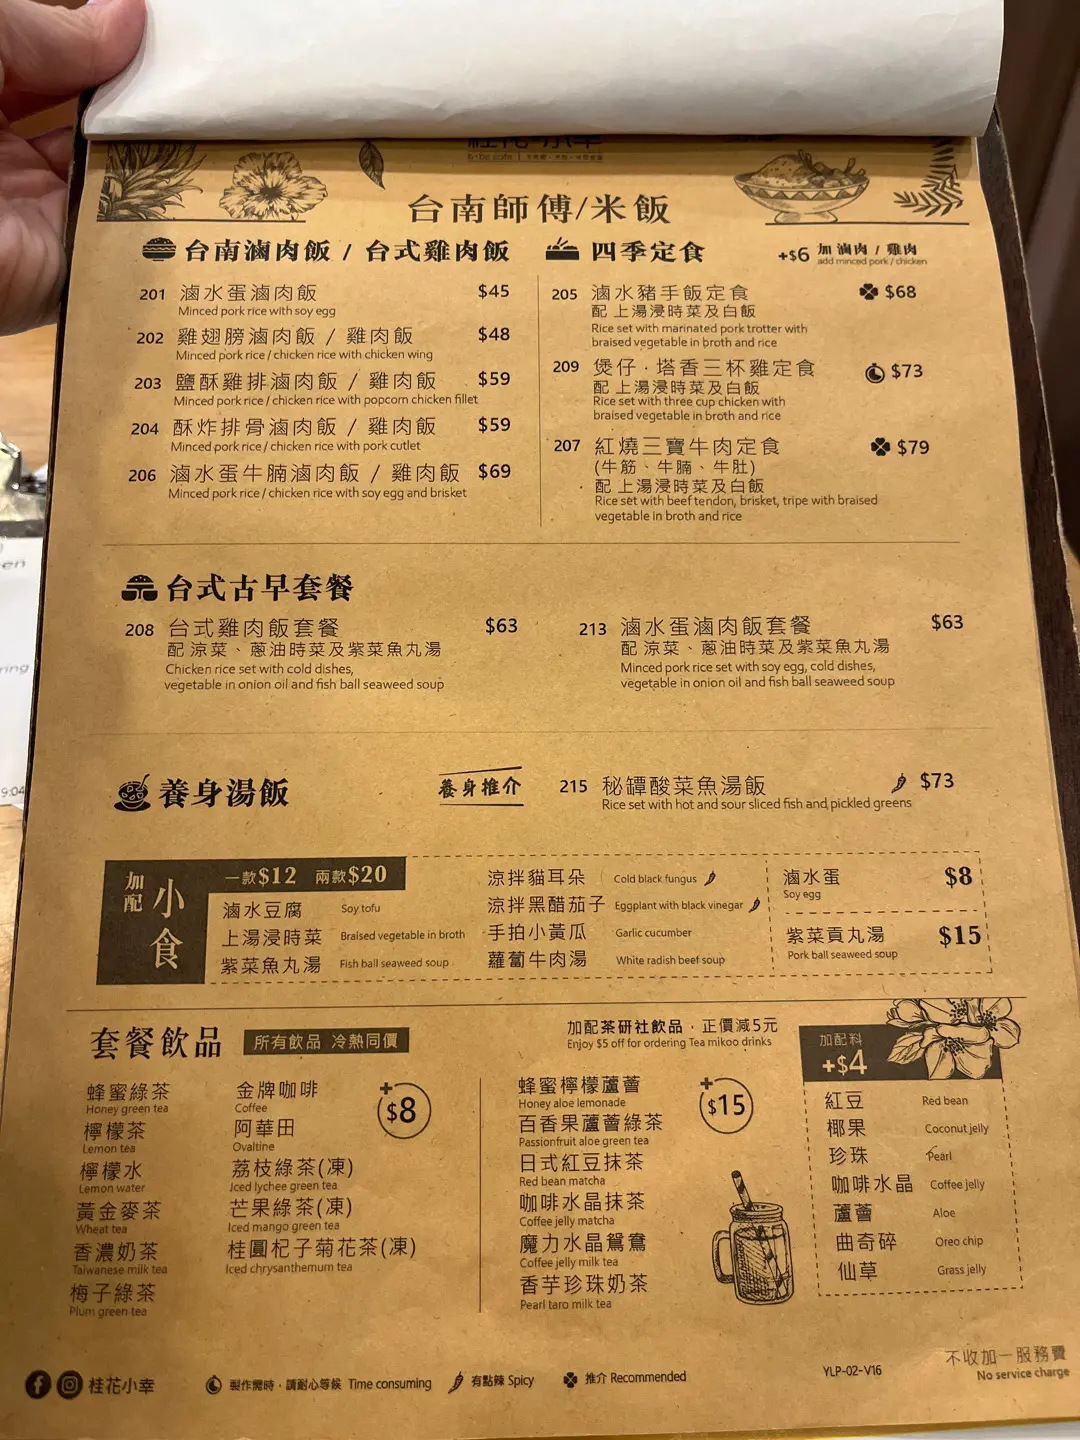 台南師傅/米飯
台南滷肉飯 / 台式雞肉飯
201 滷水蛋滷肉飯 $45
Minced pork rice with soy egg
202 雞翅膀滷肉飯 / 雞肉飯 $48
Minced pork rice / chicken rice with chicken wing
203 鹽酥雞排滷肉飯 / 雞肉飯 $59
Minced pork rice / chicken rice with popcorn chicken fillet
204 酥炸排骨滷肉飯 / 雞肉飯 $59
Minced pork rice / chicken rice with pork cutlet
206 滷水蛋牛腩滷肉飯 / 雞肉飯 $69
Minced pork rice / chicken rice with soy egg and brisket
四季定食
+$6 加 滷肉 / 雞肉
add minced pork / chicken
205 滷水豬手飯定食 $68
配 上湯浸時菜及白飯
Rice set with marinated pork trotter with
braised vegetable in broth and rice
209 煲仔 · 塔香三杯雞定食 $73
配 上湯浸時菜及白飯
Rice set with three cup chicken with
braised vegetable in broth and rice
207 紅燒三寶牛肉定食 $79
(牛筋、牛腩、牛肚)
配 上湯浸時菜及白飯
Rice set with beef tendon, brisket, tripe with braised
vegetable in broth and rice
台式古早套餐
208 台式雞肉飯套餐 $63
配 涼菜、蔥油時菜及紫菜魚丸湯
Chicken rice set with cold dishes,
vegetable in onion oil and fish ball seaweed soup
213 滷水蛋滷肉飯套餐 $63
配 涼菜、蔥油時菜及紫菜魚丸湯
Minced pork rice set with soy egg, cold dishes,
vegetable in onion oil and fish ball seaweed soup
養身湯飯
養身推介
215 秘罈酸菜魚湯飯 $73
Rice set with hot and sour sliced fish and pickled greens
加配 小食
一款$12 兩款$20
滷水豆腐 Soy tofu
上湯浸時菜 Braised vegetable in broth
紫菜魚丸湯 Fish ball seaweed soup
涼拌貓耳朵 Cold black fungus
涼拌黑醋茄子 Eggplant with black vinegar
手拍小黃瓜 Garlic cucumber
蘿蔔牛肉湯 White radish beef soup
滷水蛋 $8
Soy egg
紫菜貢丸湯 $15
Pork ball seaweed soup
套餐飲品 所有飲品 冷熱同價
加配茶研社飲品，正價減5元
Enjoy $5 off for ordering Tea mikoo drinks
蜂蜜綠茶
Honey green tea
檸檬茶
Lemon tea
檸檬水
Lemon water
黃金麥茶
Wheat tea
香濃奶茶
Taiwanese milk tea
梅子綠茶
Plum green tea
+$8
金牌咖啡
Coffee
阿華田
Ovaltine
荔枝綠茶(凍)
Iced lychee green tea
芒果綠茶(凍)
Iced mango green tea
桂圓杞子菊花茶(凍)
Iced chrysanthemum tea
+$15
蜂蜜檸檬蘆薈
Honey aloe lemonade
百香果蘆薈綠茶
Passionfruit aloe green tea
日式紅豆抹茶
Red bean matcha
咖啡水晶抹茶
Coffee jelly matcha
魔力水晶鴛鴦
Coffee jelly milk tea
香芋珍珠奶茶
Pearl taro milk tea
加配料
+$4
紅豆 Red bean
椰果 Coconut jelly
珍珠 Pearl
咖啡水晶 Coffee jelly
蘆薈 Aloe
曲奇碎 Oreo chip
仙草 Grass jelly
桂花小幸
製作需時，請耐心等候 Time consuming
有點辣 Spicy
推介 Recommended
YLP-02-V16
不收加一服務費
No service charge